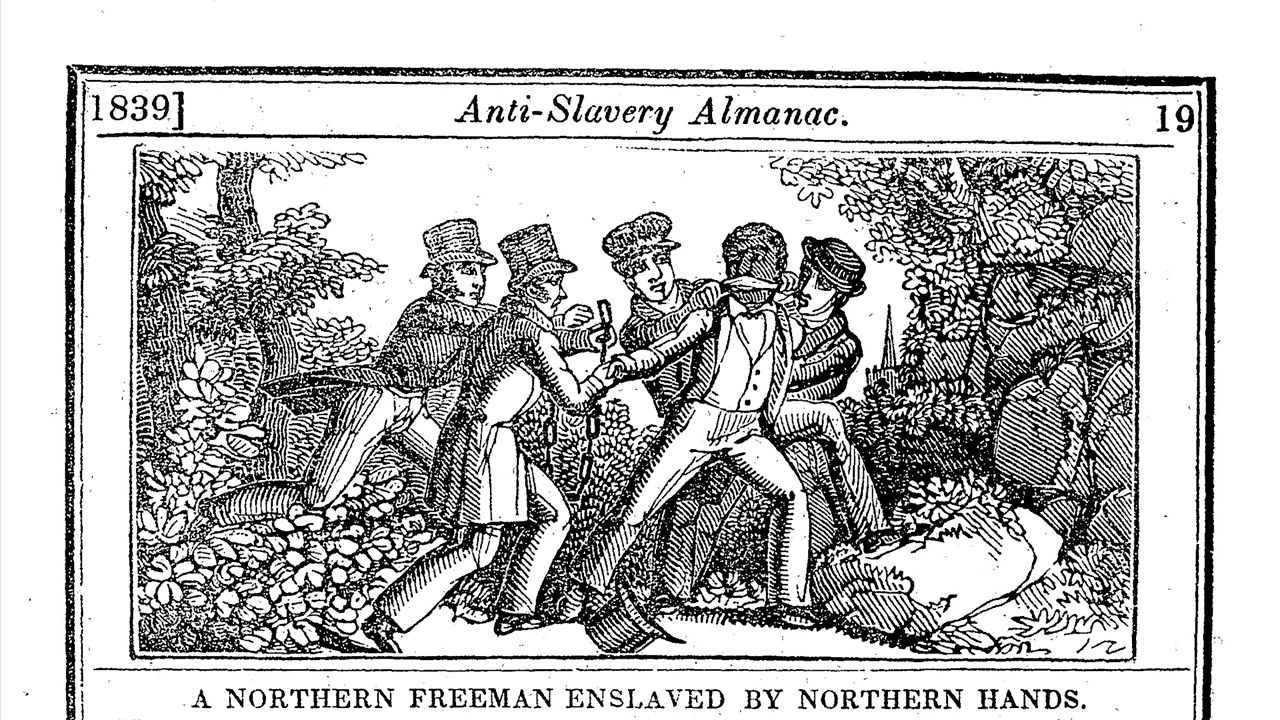 1839] Anti-Slavery Almanac. 19
A NORTHERN FREEMAN ENSLAVED BY NORTHERN HANDS.